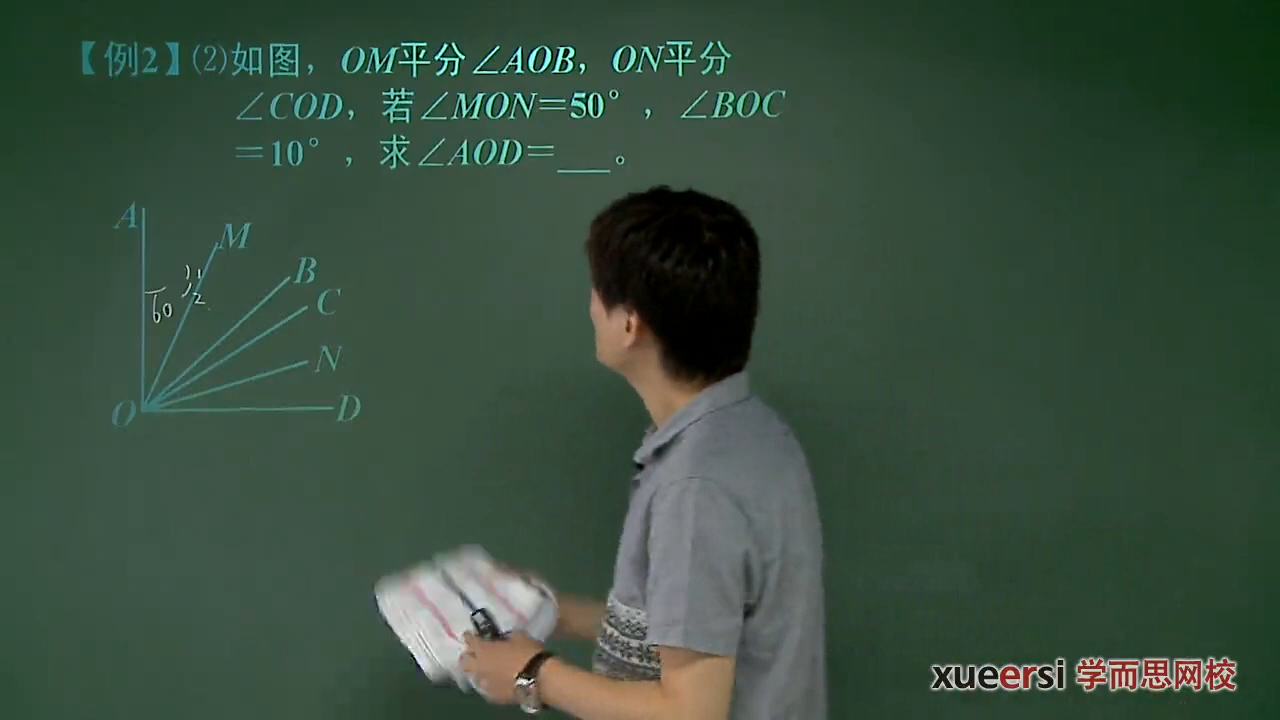 【例2】(2)如图，OM平分∠AOB，ON平分
∠COD，若∠MON=50°，∠BOC
=10°，求∠AOD=___。
A
M
B
C
N
O
D
60
xueersi 学而思网校